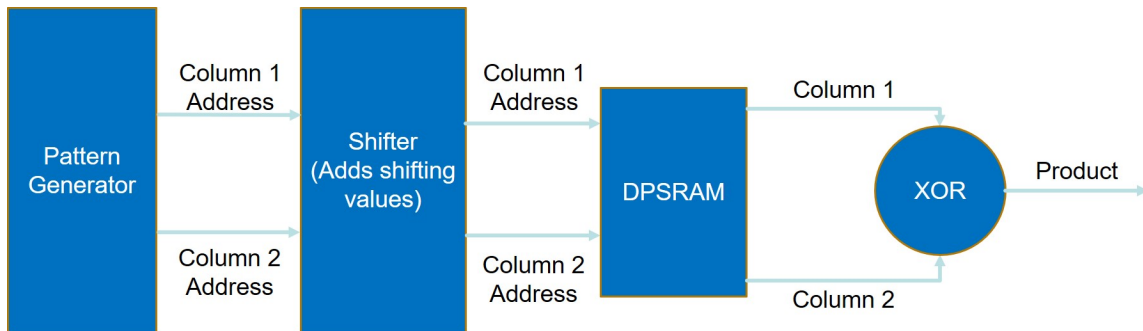 Pattern
Generator
Column 1
Address
Column 2
Address
Shifter
(Adds shifting
values)
Column 1
Address
Column 2
Address
DPSRAM
Column 1
Column 2
XOR
Product